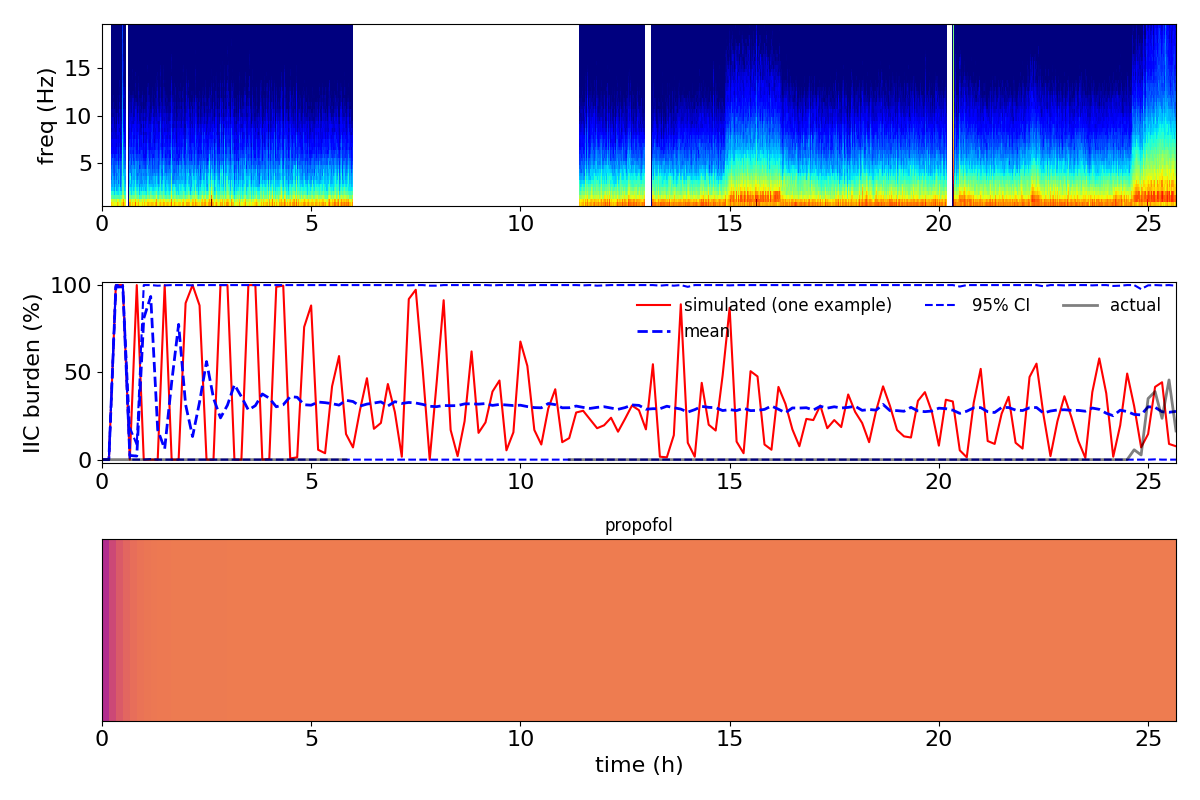 freq (Hz)
15
10
5
0 5 10 15 20 25
IIC burden (%)
100
50
0
simulated (one example) 95% CI actual
mean
0 5 10 15 20 25
propofol
0 5 10 15 20 25
time (h)